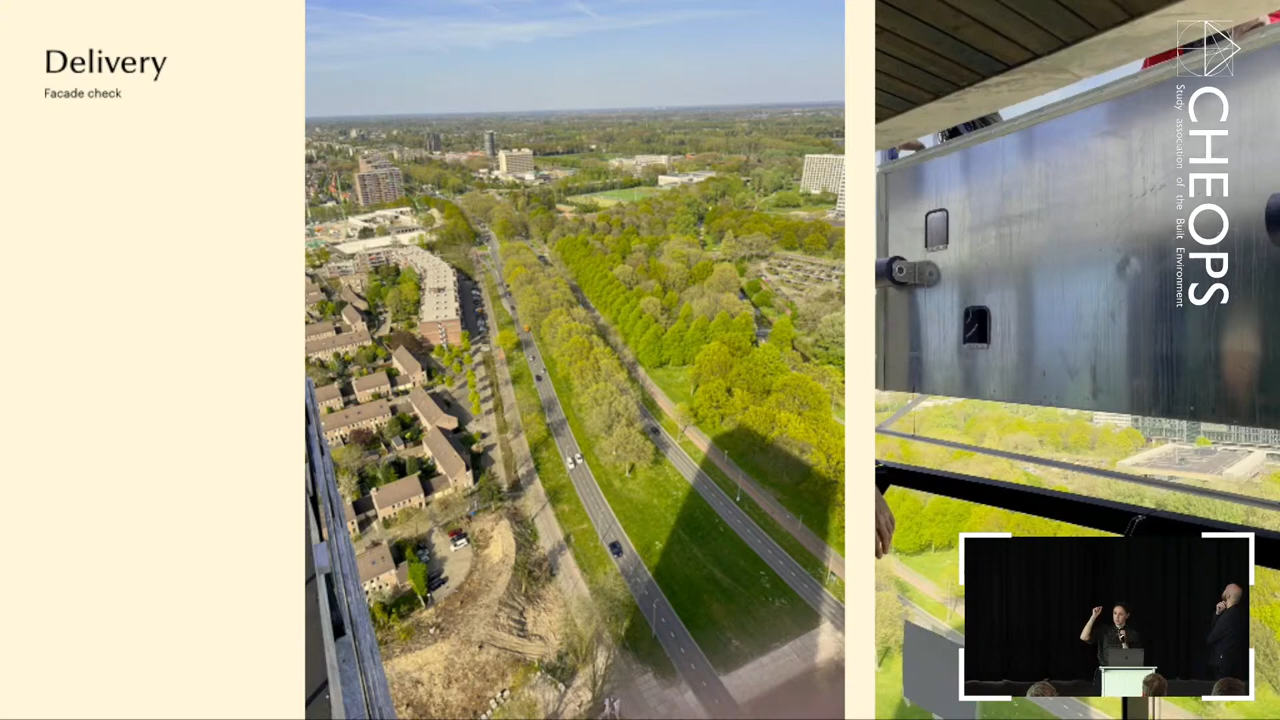 Delivery
Facade check
CHEOPS
Study association of the Built Environment